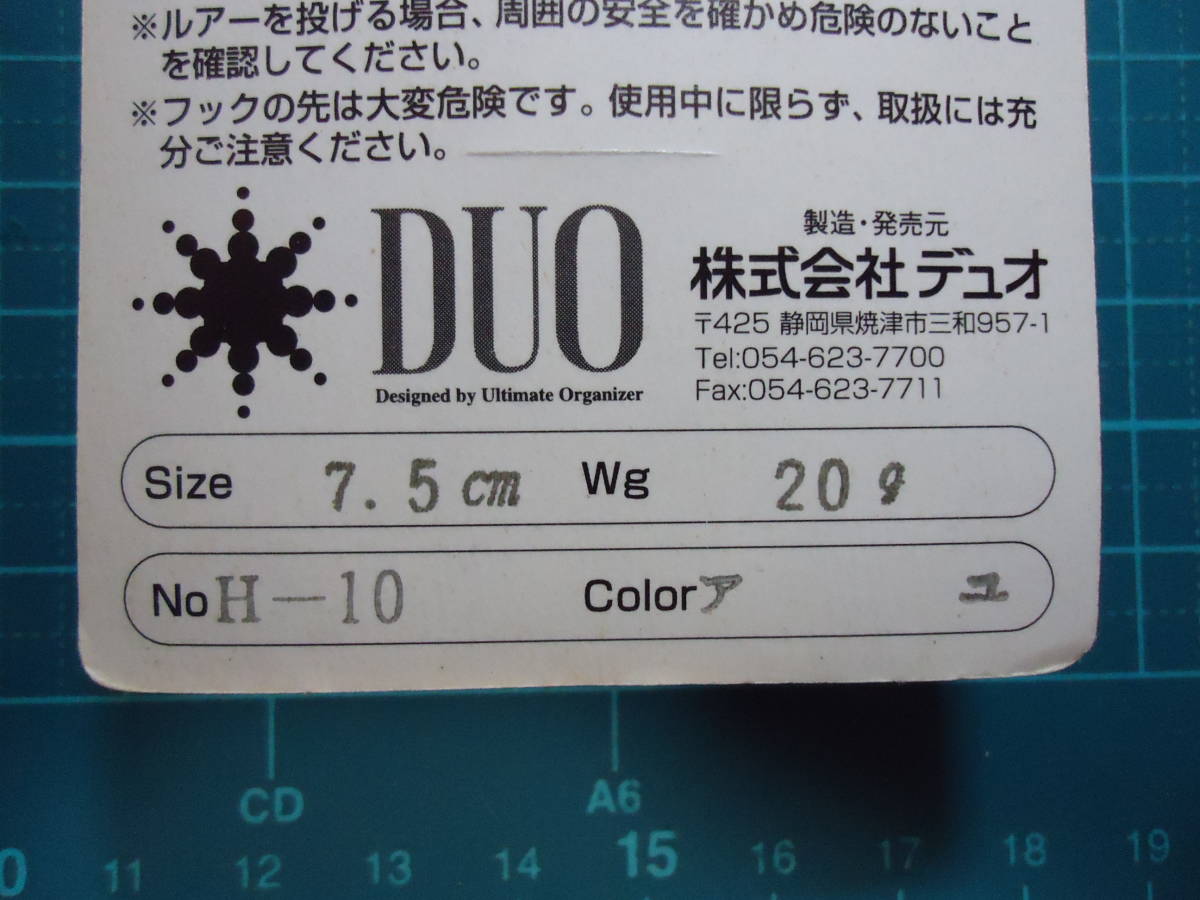 ※ルアーを投げる場合、周囲の安全を確かめ危険のないこと
を確認してください。
※フックの先は大変危険です。使用中に限らず、取扱には充
分ご注意ください。
DUO
Designed by Ultimate Organizer
製造・発売元
株式会社デュオ
〒425 静岡県焼津市三和957-1
Tel:054-623-7700
Fax:054-623-7711
Size 7.5cm Wg 20g
No H-10 Color ア ユ
CD A6
0 11 12 13 14 15 16 17 18 19